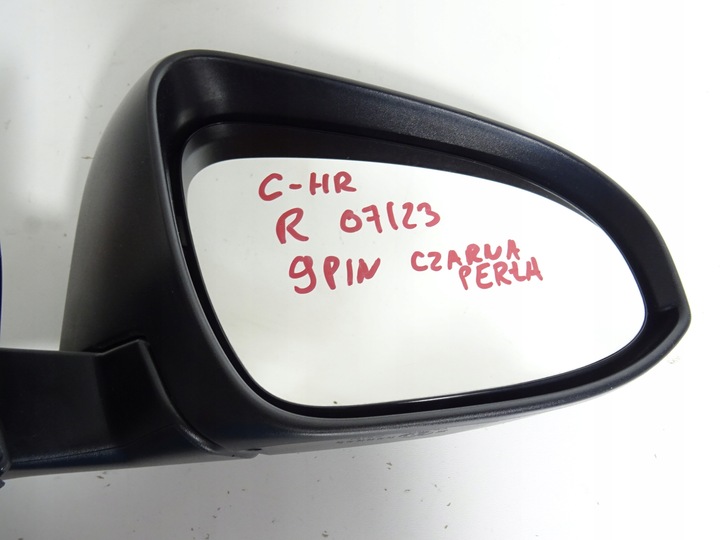 C-HR
R 07/23
9PIN CZARNA
PERŁA